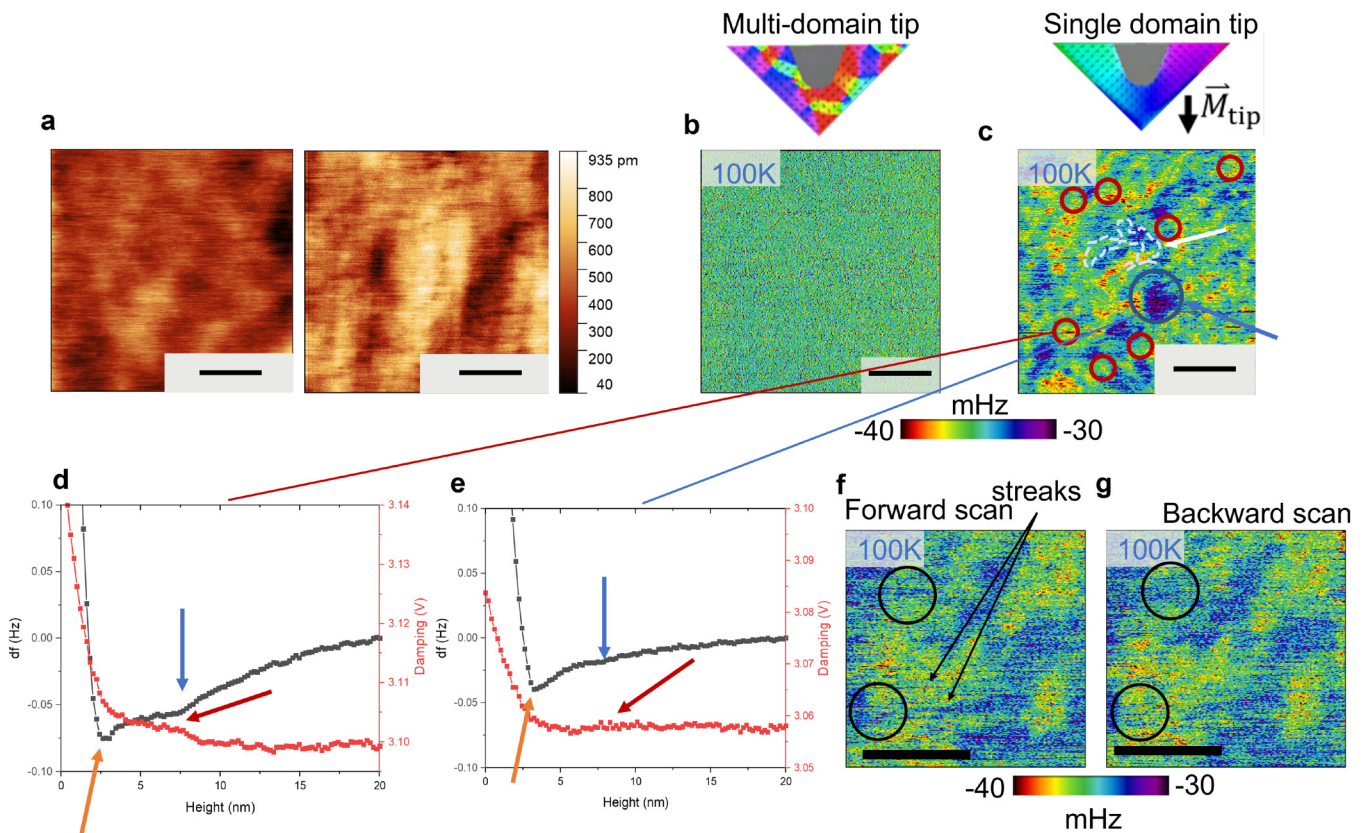 Multi-domain tip
Single domain tip
M tip
a
b
c
935 pm
800
700
600
500
400
300
200
40
100K
100K
mHz
-40
-30
d
0.10
0.05
0.00
-0.05
-0.10
df (Hz)
3.14
3.13
3.12
3.11
3.10
Damping (V)
0
5
10
15
20
Height (nm)
e
0.10
0.05
0.00
-0.05
-0.10
df (Hz)
3.10
3.09
3.08
3.07
3.06
3.05
Damping (V)
0
5
10
15
20
Height (nm)
f
streaks
g
Forward scan
Backward scan
100K
100K
-40
-30
mHz